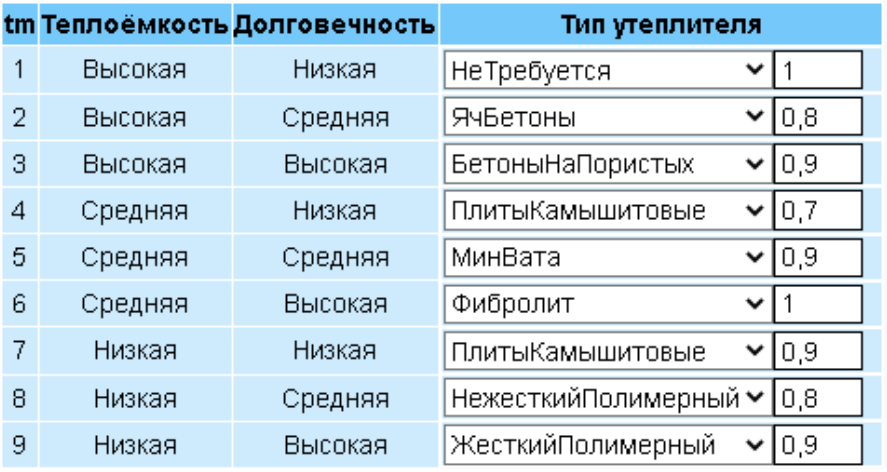 tm Теплоёмкость Долговечность Тип утеплителя
1 Высокая Низкая НеТребуется 1
2 Высокая Средняя ЯчБетоны 0,8
3 Высокая Высокая БетоныНаПористых 0,9
4 Средняя Низкая ПлитыКамышитовые 0,7
5 Средняя Средняя МинВата 0,9
6 Средняя Высокая Фибролит 1
7 Низкая Низкая ПлитыКамышитовые 0,9
8 Низкая Средняя НежесткийПолимерный 0,8
9 Низкая Высокая ЖесткийПолимерный 0,9